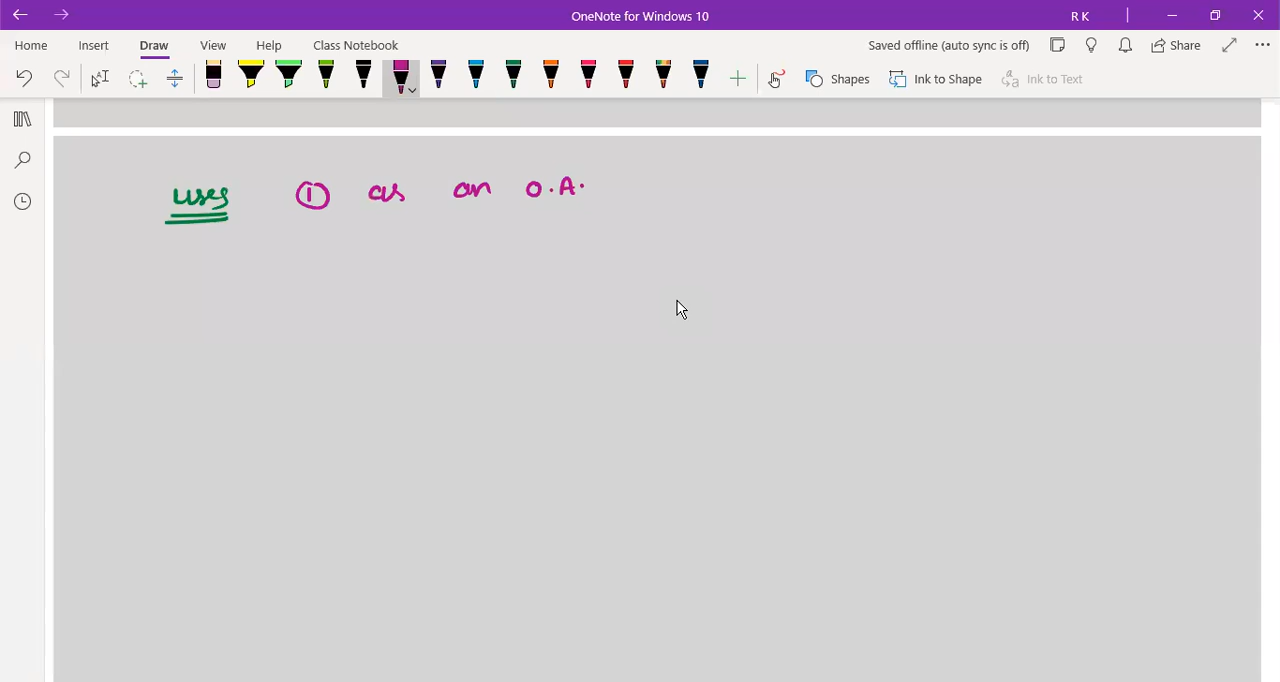 OneNote for Windows 10
R K
Home Insert Draw View Help Class Notebook
Saved offline (auto sync is off) Share
Shapes Ink to Shape Ink to Text
uses ① as an O.A.